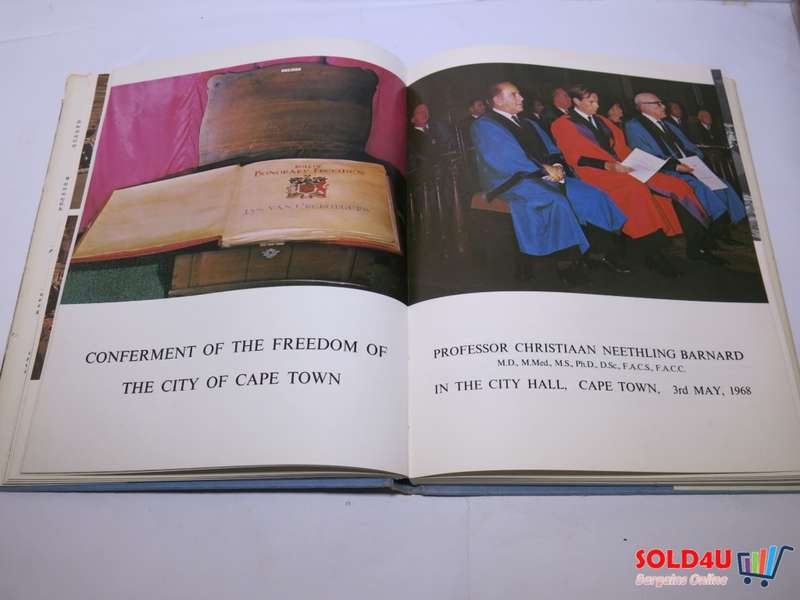 ROLL OF
HONORARY FREEDOM
CONFERMENT OF THE FREEDOM OF
THE CITY OF CAPE TOWN
PROFESSOR CHRISTIAAN NEETHLING BARNARD
M.D., M.Med., M.S., Ph.D., D.Sc., F.A.C.S., F.A.C.C.
IN THE CITY HALL, CAPE TOWN, 3rd MAY, 1968
SOLD4U
Bargains Online